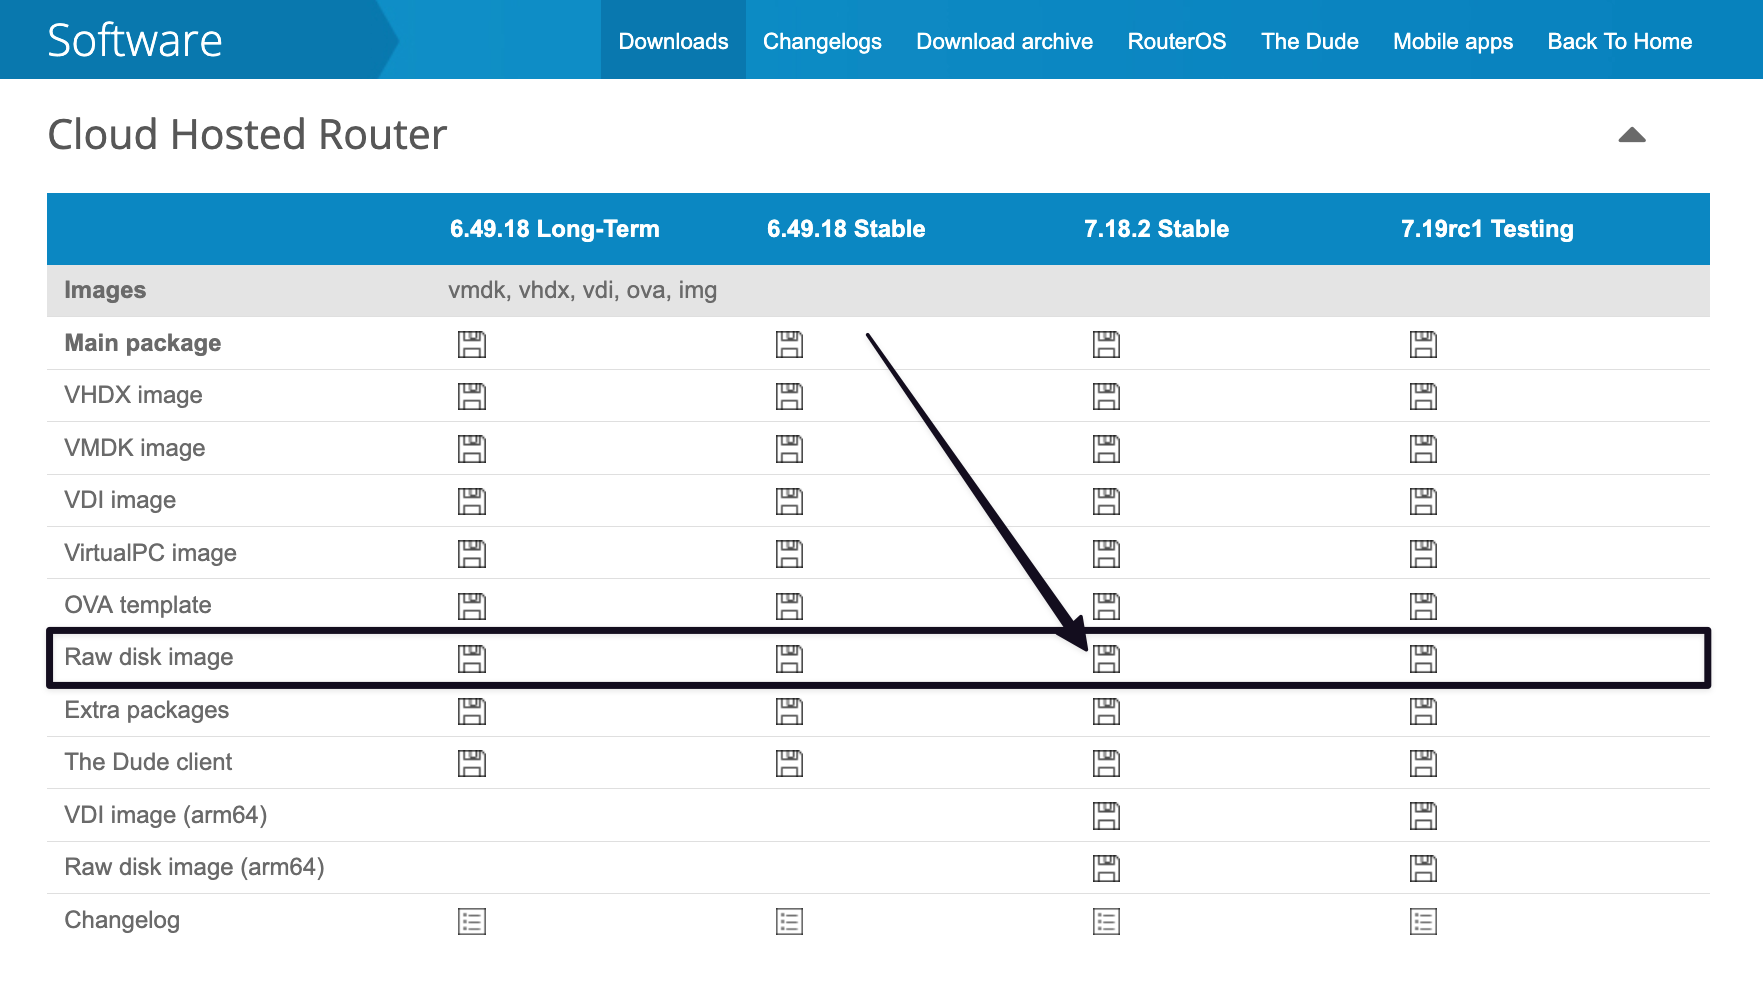 Software
Downloads Changelogs Download archive RouterOS The Dude Mobile apps Back To Home
Cloud Hosted Router
6.49.18 Long-Term 6.49.18 Stable 7.18.2 Stable 7.19rc1 Testing
Images vmdk, vhdx, vdi, ova, img
Main package
VHDX image
VMDK image
VDI image
VirtualPC image
OVA template
Raw disk image
Extra packages
The Dude client
VDI image (arm64)
Raw disk image (arm64)
Changelog